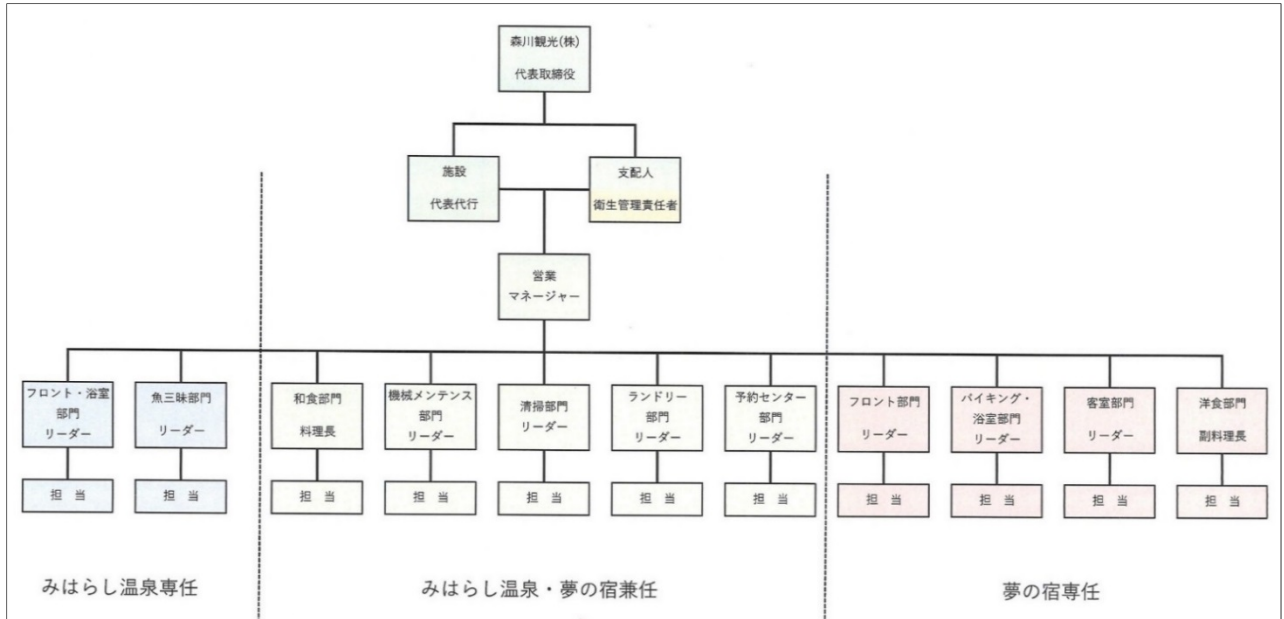 森川観光(株)
代表取締役
施設
代表代行
支配人
衛生管理責任者
営業
マネージャー
フロント・浴室
部門
リーダー
魚三昧部門
リーダー
和食部門
料理長
機械メンテンス
部門
リーダー
清掃部門
リーダー
ランドリー
部門
リーダー
予約センター
部門
リーダー
フロント部門
リーダー
バイキング・
浴室部門
リーダー
客室部門
リーダー
洋食部門
副料理長
担 当
担 当
担 当
担 当
担 当
担 当
担 当
担 当
担 当
担 当
担 当
みはらし温泉専任
みはらし温泉・夢の宿兼任
夢の宿専任